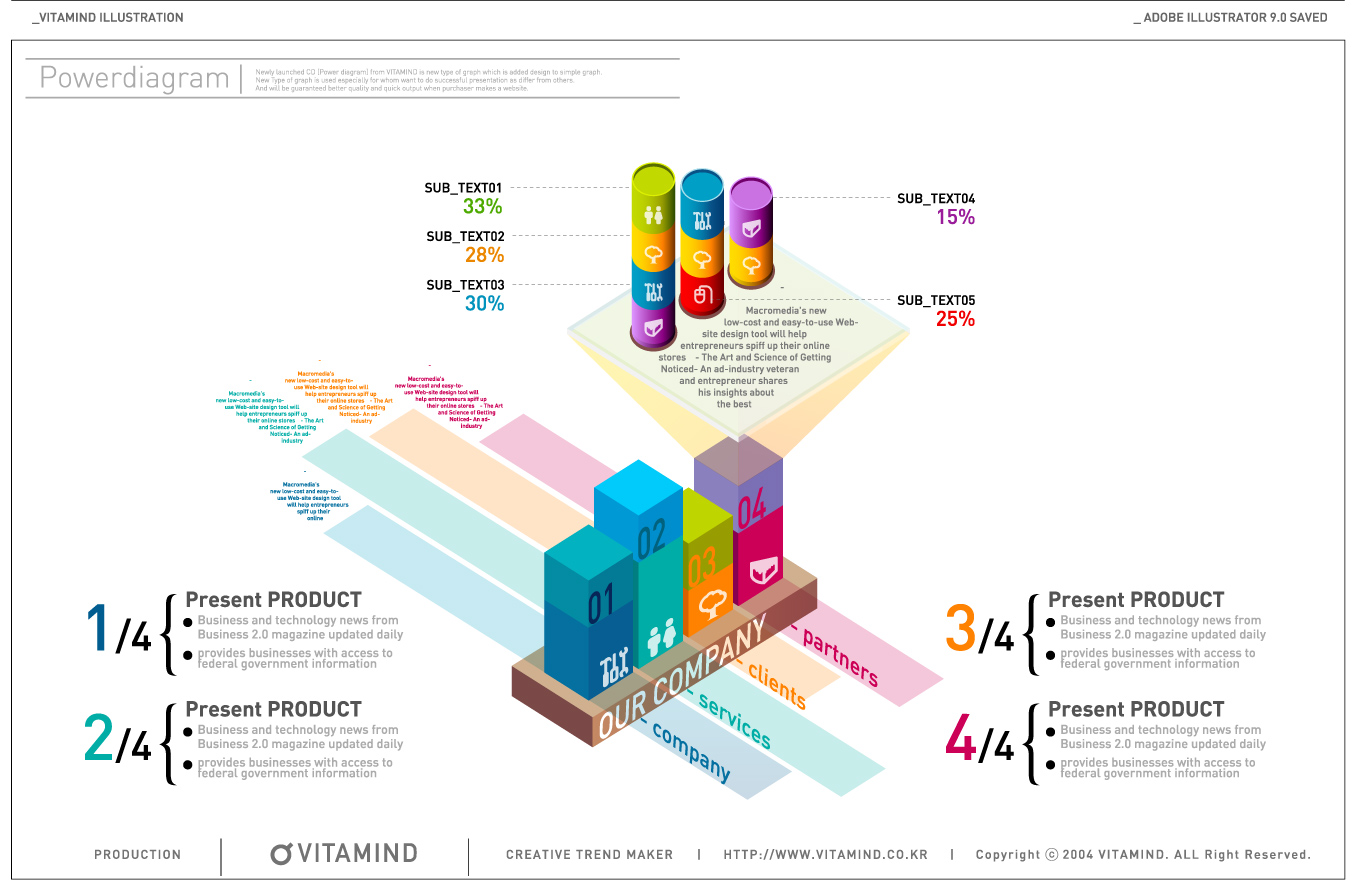 _VITAMIND ILLUSTRATION
_ ADOBE ILLUSTRATOR 9.0 SAVED
Powerdiagram
Newly launched CD (Power diagram) from VITAMIND is new type of graph which is added design to simple graph.
New Type of graph is used especially for whom want to do successful presentation as differ from others.
And will be guaranteed better quality and quick output when purchaser makes a website.
SUB_TEXT01
33%
SUB_TEXT02
28%
SUB_TEXT03
30%
SUB_TEXT04
15%
SUB_TEXT05
25%
-
Macromedia's new
low-cost and easy-to-use Web-
site design tool will help
entrepreneurs spiff up their online
stores - The Art and Science of Getting
Noticed- An ad-industry veteran
and entrepreneur shares
his insights about
the best
-
Macromedia's
new low-cost and easy-to-
use Web-site design tool will
help entrepreneurs spiff up
their online stores - The Art
and Science of Getting
Noticed- An ad-
industry
-
Macromedia's
new low-cost and easy-to-
use Web-site design tool will
help entrepreneurs spiff up
their online stores - The Art
and Science of Getting
Noticed- An ad-
industry
-
Macromedia's
new low-cost and easy-to-
use Web-site design tool will
help entrepreneurs spiff up
their online stores - The Art
and Science of Getting
Noticed- An ad-
industry
-
Macromedia's
new low-cost and easy-to-
use Web-site design tool
will help entrepreneurs
spiff up their
online
01
02
03
04
OUR COMPANY
- company
- services
- clients
- partners
1/4
Present PRODUCT
● Business and technology news from
Business 2.0 magazine updated daily
● provides businesses with access to
federal government information
2/4
Present PRODUCT
● Business and technology news from
Business 2.0 magazine updated daily
● provides businesses with access to
federal government information
3/4
Present PRODUCT
● Business and technology news from
Business 2.0 magazine updated daily
● provides businesses with access to
federal government information
4/4
Present PRODUCT
● Business and technology news from
Business 2.0 magazine updated daily
● provides businesses with access to
federal government information
PRODUCTION
VITAMIND
CREATIVE TREND MAKER | HTTP://WWW.VITAMIND.CO.KR | Copyright ⓒ 2004 VITAMIND. ALL Right Reserved.